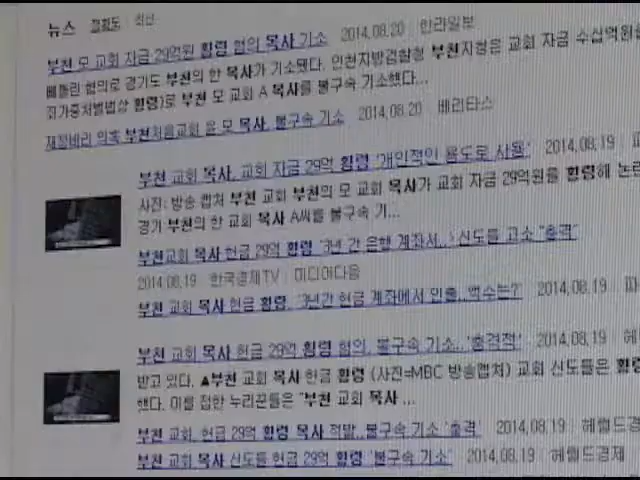 뉴스 정확도 최신
부천 모 교회 자금 29억원 횡령 혐의 목사 기소 2014.08.20 한라일보
빼돌린 혐의로 경기도 부천의 한 목사가 기소됐다. 인천지방검찰청 부천지청은 교회 자금 수십억원을
죄가중처벌법상 횡령)로 부천 모 교회 A 목사를 불구속 기소했다...
재정비리 의혹 부천처음교회 윤 모 목사, 불구속 기소 2014.08.20 베리타스
부천 교회 목사, 교회 자금 29억 횡령 '개인적인 용도로 사용' 2014.08.19
사진: 방송 캡처 부천 교회 부천의 모 교회 목사가 교회 자금 29억원을 횡령해 논란
경기 부천의 한 교회 목사 A씨를 불구속 기...
부천교회 목사 헌금 29억 횡령 '3년 간 은행 계좌서..' 신도들 고소 "충격"
2014.08.19 한국경제TV 미디어다음
부천 교회 목사 헌금 횡령, '3년간 헌금 계좌에서 인출..액수는?' 2014.08.19
부천 교회 목사 헌금 29억 횡령 혐의, 불구속 기소.. '충격적' 2014.08.19
받고 있다. ▲부천 교회 목사 헌금 횡령 (사진=MBC 방송캡처) 교회 신도들은 횡령
했다. 이를 접한 누리꾼들은 "부천 교회 목사 ...
부천 교회, 헌금 29억 횡령 목사 적발..불구속 기소 '충격' 2014.08.19 헤럴드경제
부천 교회 목사 신도들 헌금 29억 횡령 '불구속 기소' 2014.08.19 헤럴드경제